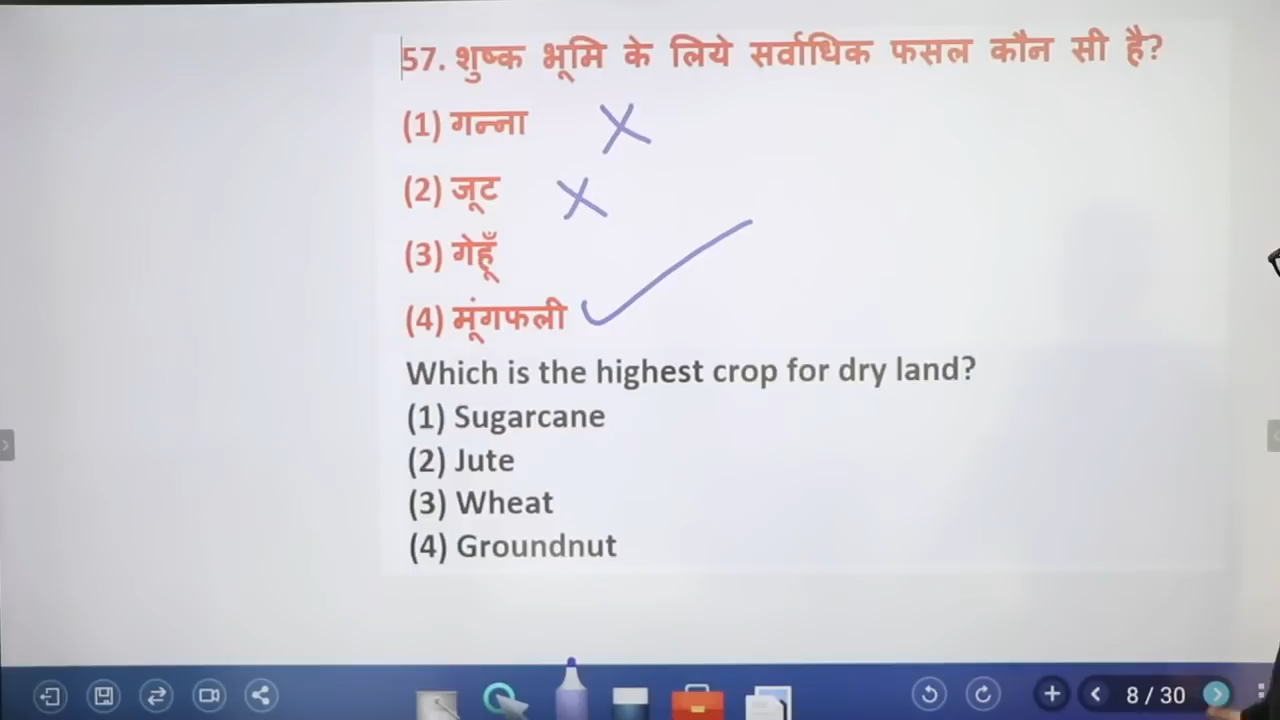 57. शुष्क भूमि के लिये सर्वाधिक फसल कौन सी है?
(1) गन्ना
(2) जूट
(3) गेहूँ
(4) मूंगफली
Which is the highest crop for dry land?
(1) Sugarcane
(2) Jute
(3) Wheat
(4) Groundnut
8 / 30